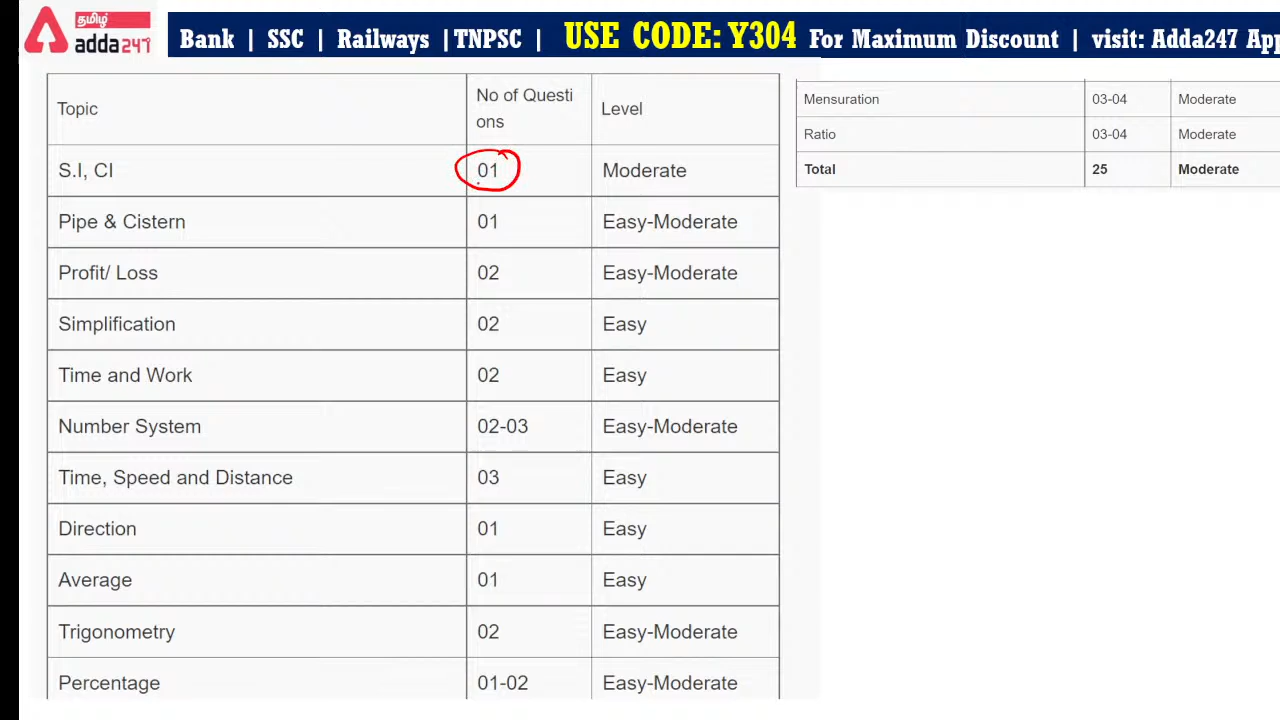 தமிழ்
adda247
Bank | SSC | Railways |TNPSC | USE CODE: Y304 For Maximum Discount | visit: Adda247 App
Topic No of Questi Level
ons
S.I, CI 01 Moderate
Pipe & Cistern 01 Easy-Moderate
Profit/ Loss 02 Easy-Moderate
Simplification 02 Easy
Time and Work 02 Easy
Number System 02-03 Easy-Moderate
Time, Speed and Distance 03 Easy
Direction 01 Easy
Average 01 Easy
Trigonometry 02 Easy-Moderate
Percentage 01-02 Easy-Moderate
Mensuration 03-04 Moderate
Ratio 03-04 Moderate
Total 25 Moderate